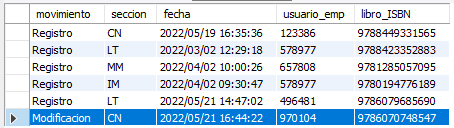 movimiento seccion fecha usuario_emp libro_ISBN
Registro CN 2022/05/19 16:35:36 123386 9788449331565
Registro LT 2022/03/02 12:29:18 578977 9788423352883
Registro MM 2022/04/02 10:00:26 657808 9781285057095
Registro IM 2022/04/02 09:30:47 578977 9780194776189
Registro LT 2022/05/21 14:47:02 496481 9786079685690
Modificacion CN 2022/05/21 16:44:22 970104 9786070748547